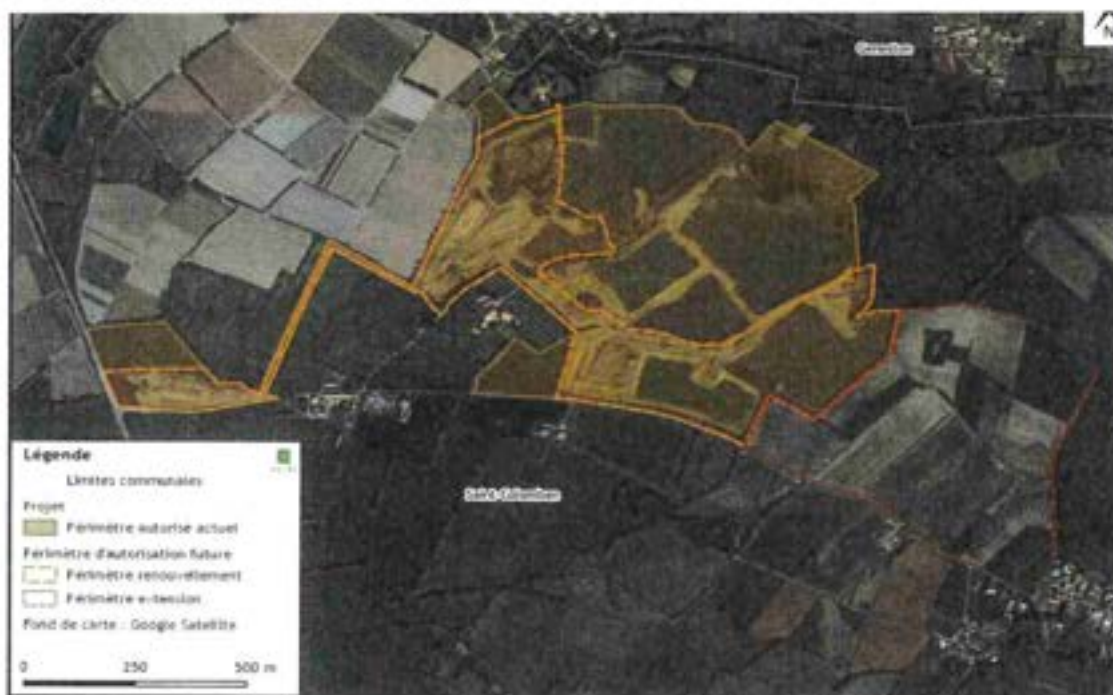 N
Légende
Limites communales
Projet
Périmètre autorisé actuel
Périmètre d'autorisation future
Périmètre renouvellement
Périmètre extension
Fond de carte : Google Satellite
0 250 500 m